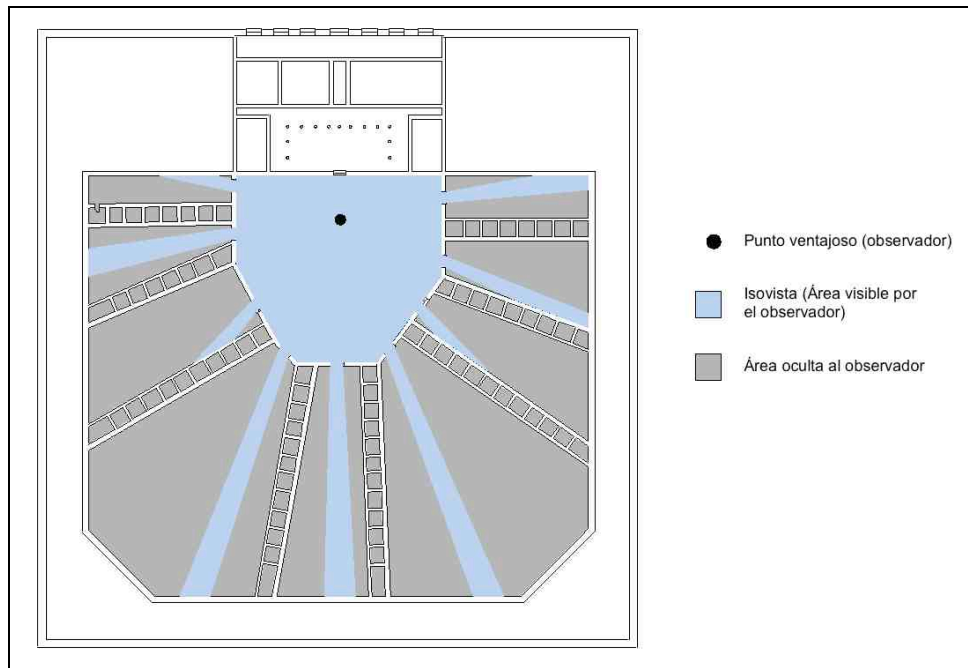 Punto ventajoso (observador)
Isovista (Área visible por
el observador)
Área oculta al observador